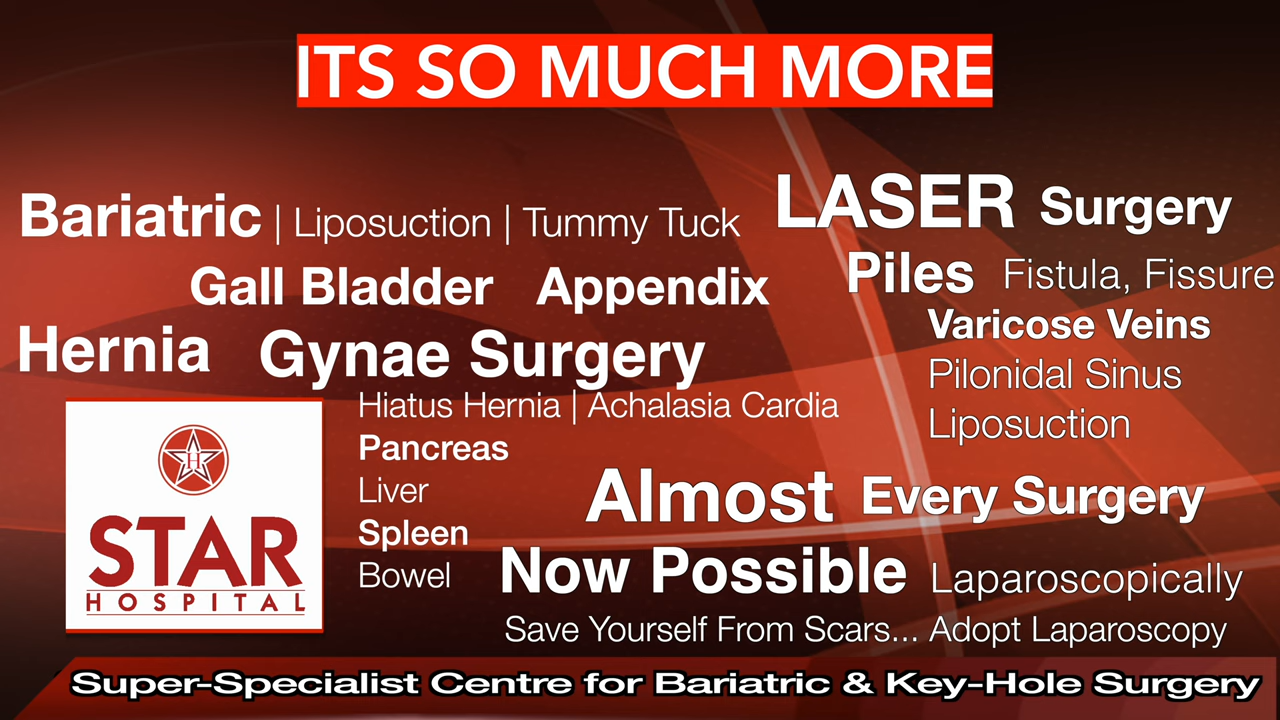 ITS SO MUCH MORE
Bariatric | Liposuction | Tummy Tuck
Gall Bladder Appendix
Hernia Gynae Surgery
Hiatus Hernia | Achalasia Cardia
Pancreas
Liver
Spleen
Bowel
LASER Surgery
Piles Fistula, Fissure
Varicose Veins
Pilonidal Sinus
Liposuction
Almost Every Surgery
Now Possible Laparoscopically
Save Yourself From Scars... Adopt Laparoscopy
H
STAR
HOSPITAL
Super-Specialist Centre for Bariatric & Key-Hole Surgery